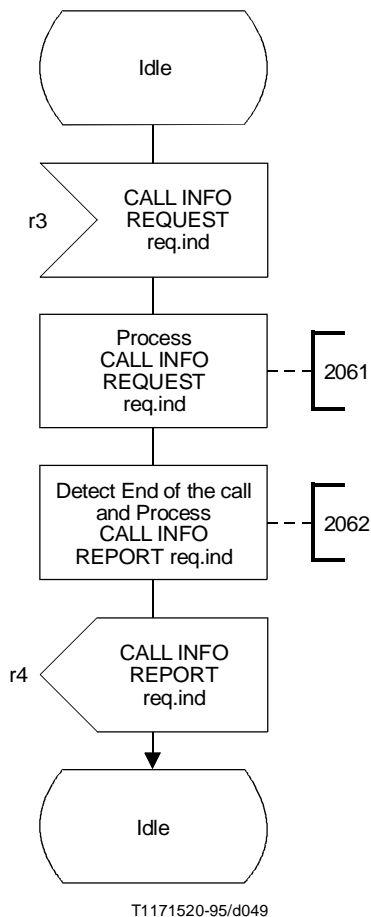 Idle
r3
CALL INFO
REQUEST
req.ind
Process
CALL INFO
REQUEST
req.ind
2061
Detect End of the call
and Process
CALL INFO
REPORT req.ind
2062
r4
CALL INFO
REPORT
req.ind
Idle
T1171520-95/d049